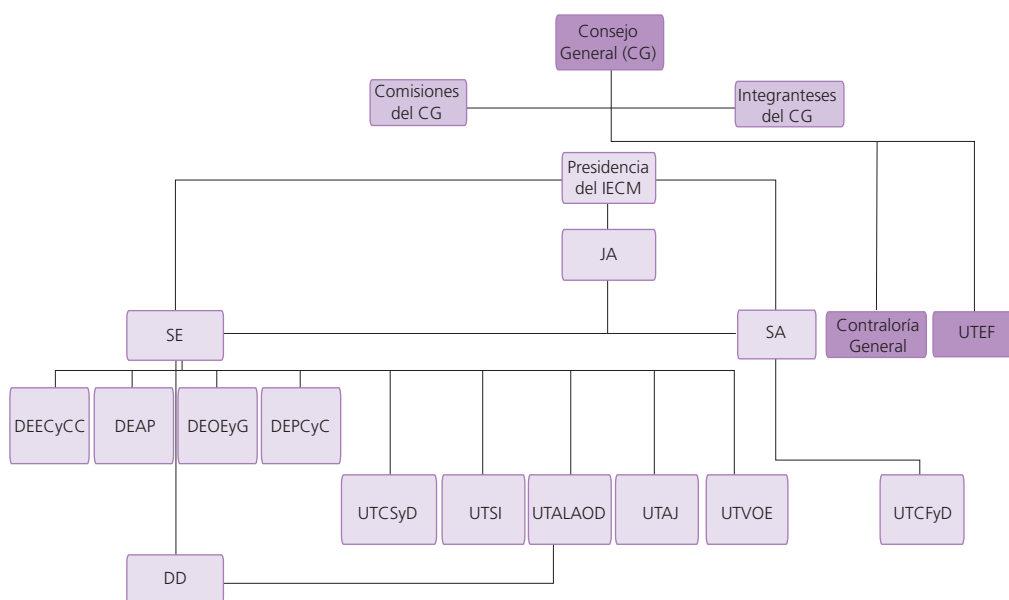 Consejo
General (CG)
Comisiones
del CG
Integranteses
del CG
Presidencia
del IECM
JA
SE
SA
Contraloría
General
UTEF
DEECyCC
DEAP
DEOEyG
DEPCyC
UTCSyD
UTSI
UTALAOD
UTAJ
UTVOE
UTCFyD
DD